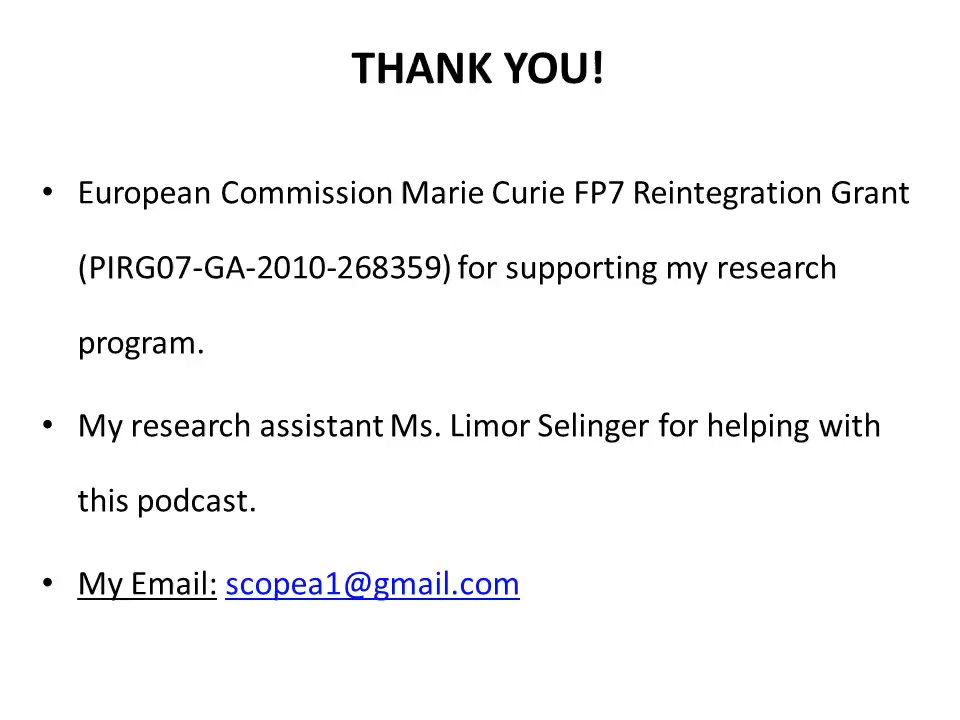 THANK YOU!
• European Commission Marie Curie FP7 Reintegration Grant
(PIRG07-GA-2010-268359) for supporting my research
program.
• My research assistant Ms. Limor Selinger for helping with
this podcast.
• My Email: scopea1@gmail.com